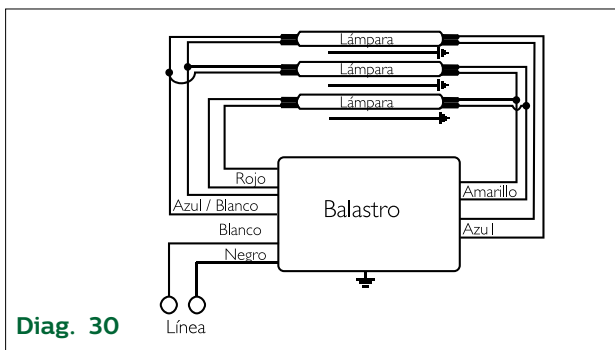 Lámpara
Lámpara
Lámpara
Rojo
Amarillo
Azul / Blanco
Balastro
Blanco
Azul
Negro
Diag. 30
Línea